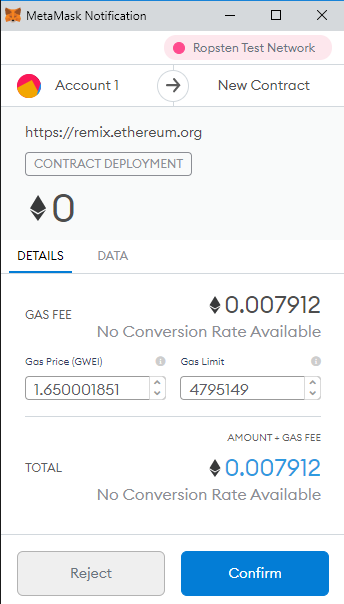 MetaMask Notification
Ropsten Test Network
Account 1 New Contract
https://remix.ethereum.org
CONTRACT DEPLOYMENT
0
DETAILS DATA
GAS FEE 0.007912
No Conversion Rate Available
Gas Price (GWEI) Gas Limit
1.650001851 4795149
AMOUNT + GAS FEE
TOTAL 0.007912
No Conversion Rate Available
Reject Confirm